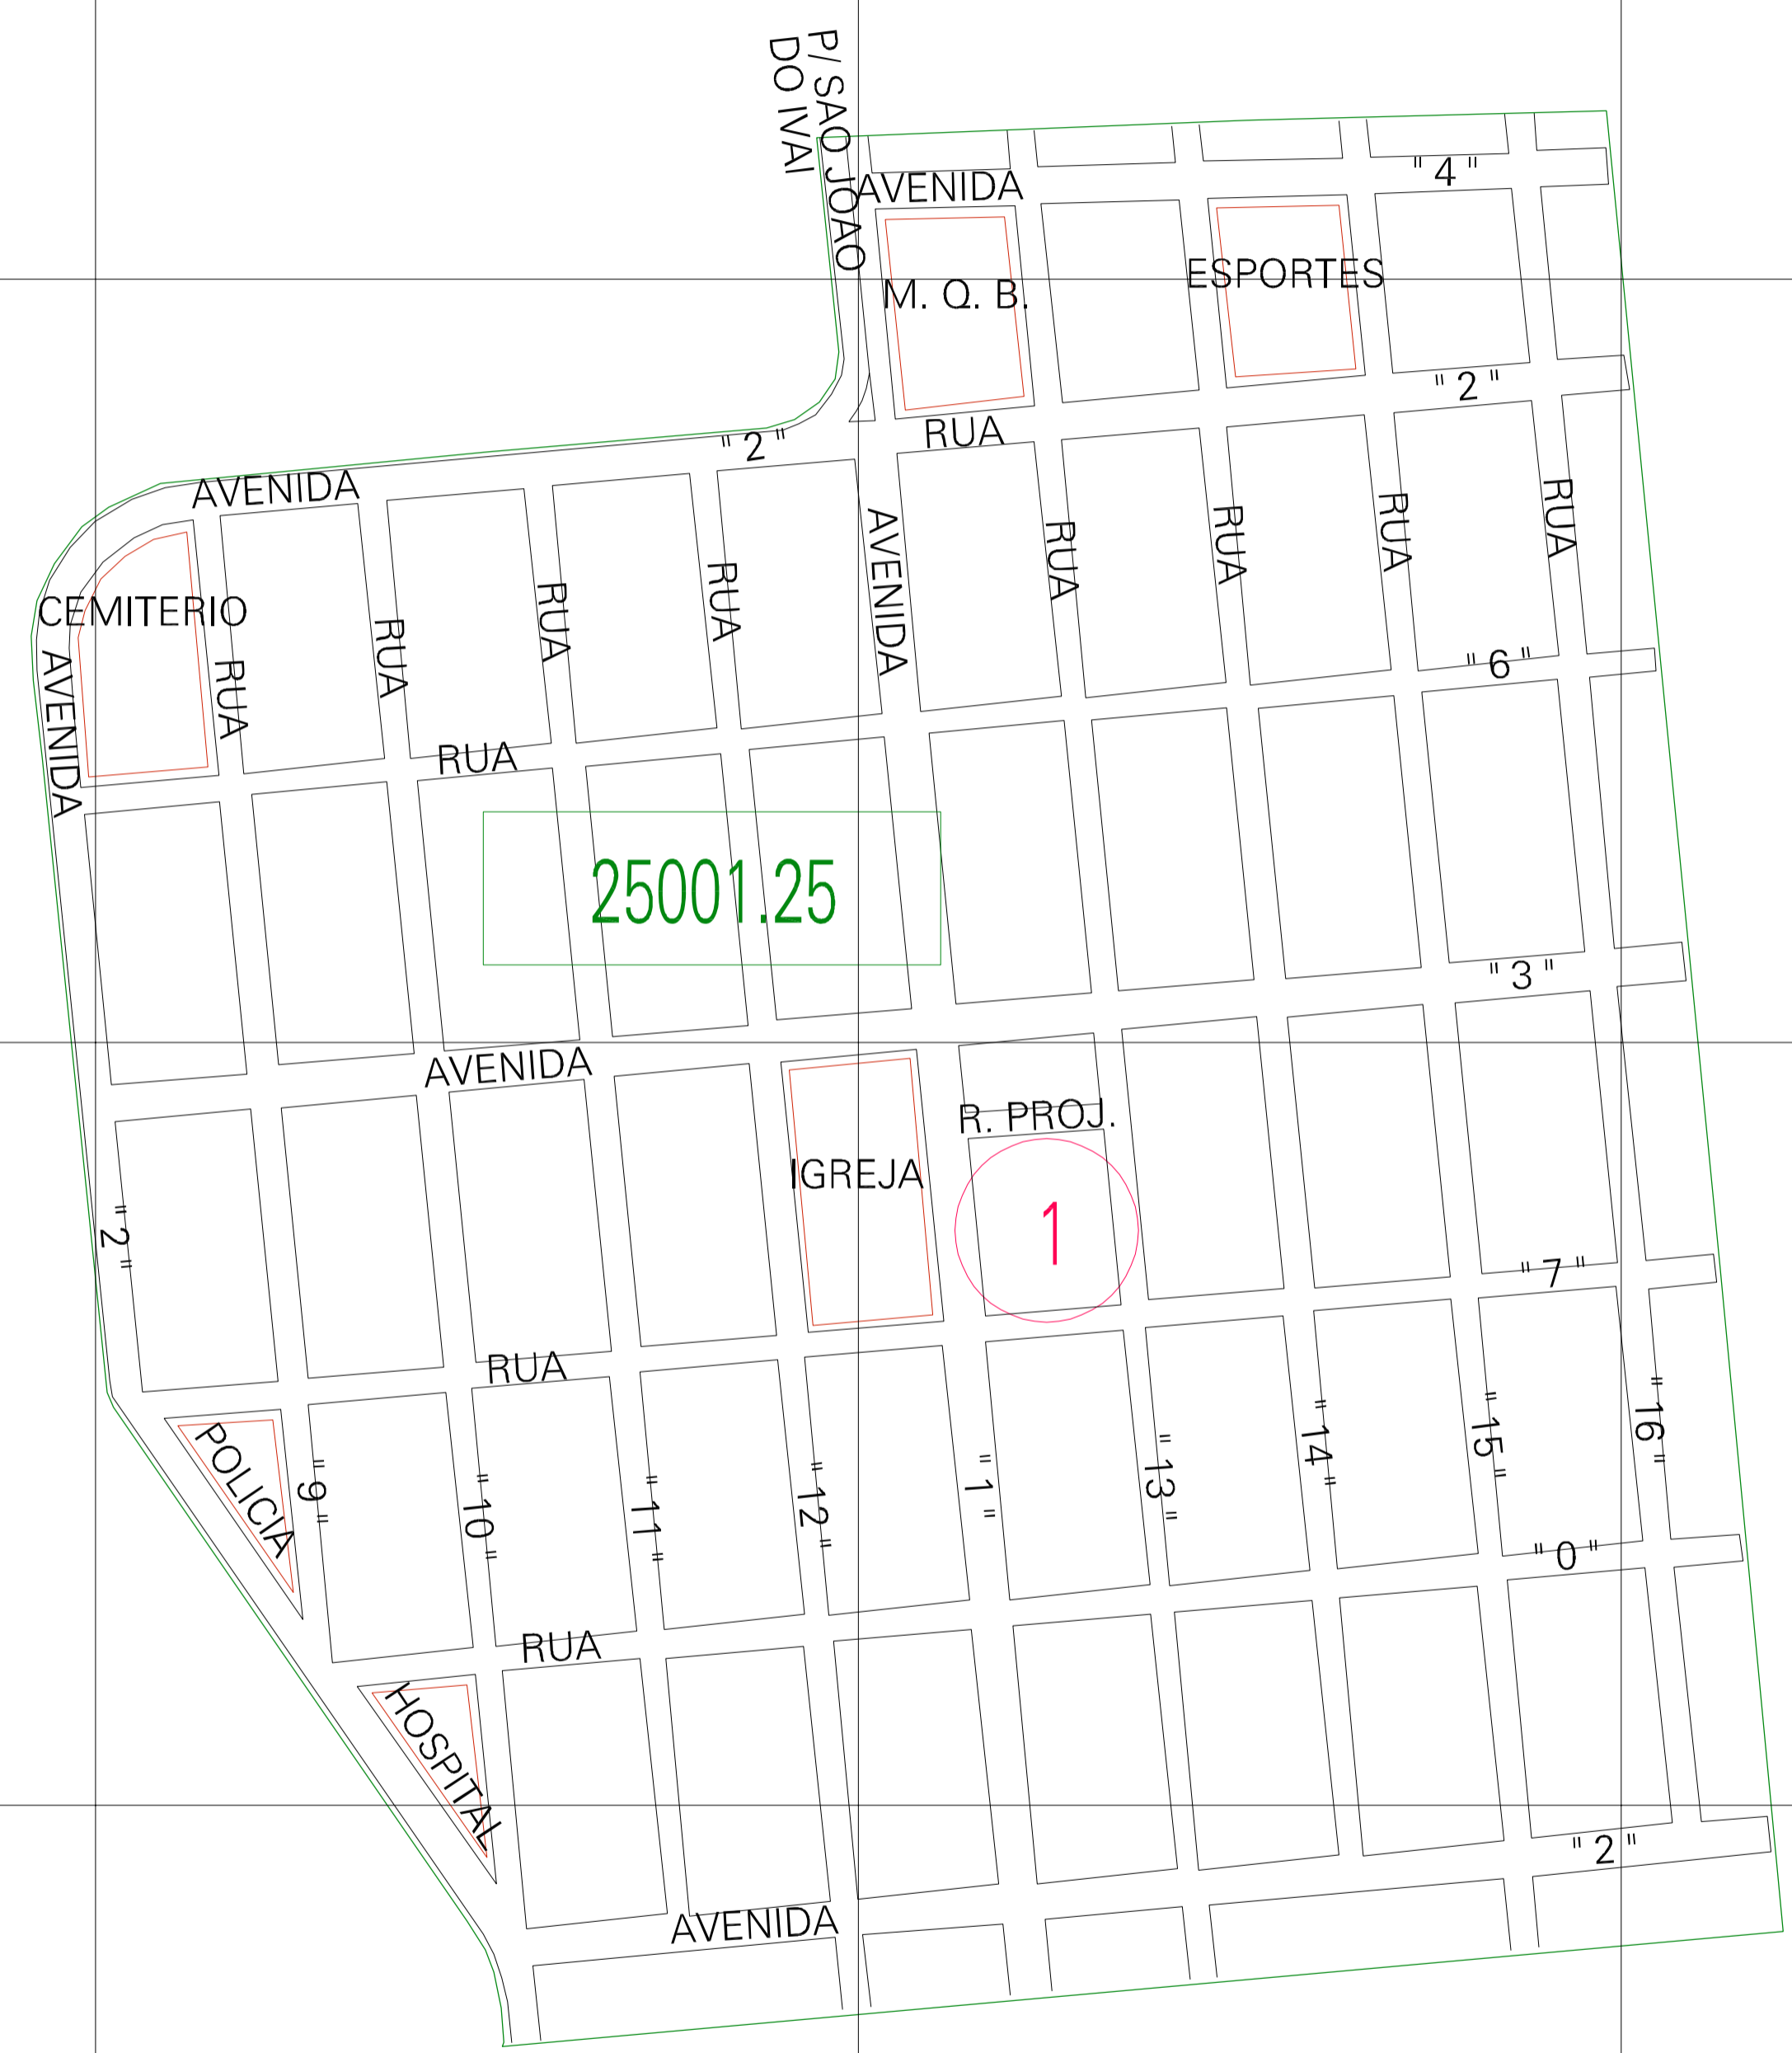 P/ SAO JOAO
DO IVAI
AVENIDA
" 4 "
M. Q. B.
ESPORTES
" 2 "
RUA
" 2 "
AVENIDA
CEMITERIO
AVENIDA
RUA
RUA
RUA
RUA
AVENIDA
RUA
RUA
RUA
RUA
" 6 "
RUA
25001.25
" 3 "
AVENIDA
R. PROJ.
IGREJA
1
" 2 "
" 7 "
RUA
POLICIA
" 9 "
" 10 "
" 11 "
" 12 "
" 1 "
" 13 "
" 14 "
" 15 "
" 16 "
" 0 "
RUA
HOSPITAL
" 2 "
AVENIDA